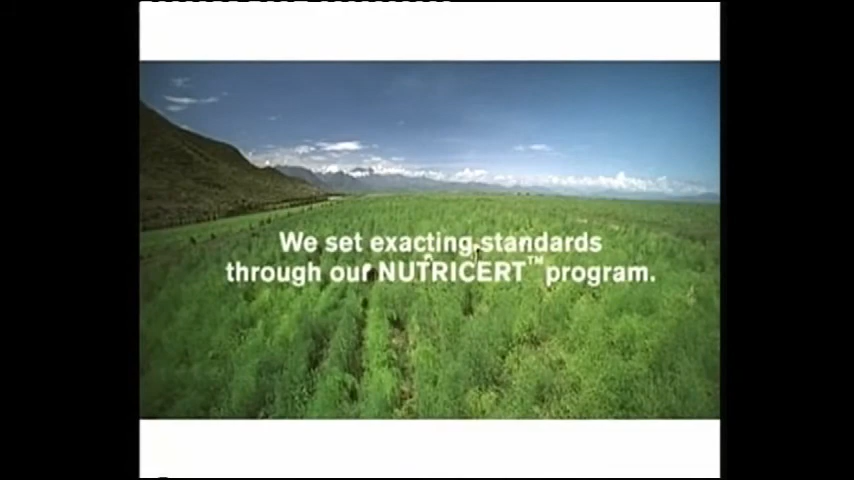 We set exacting standards
through our NUTRICERT™ program.